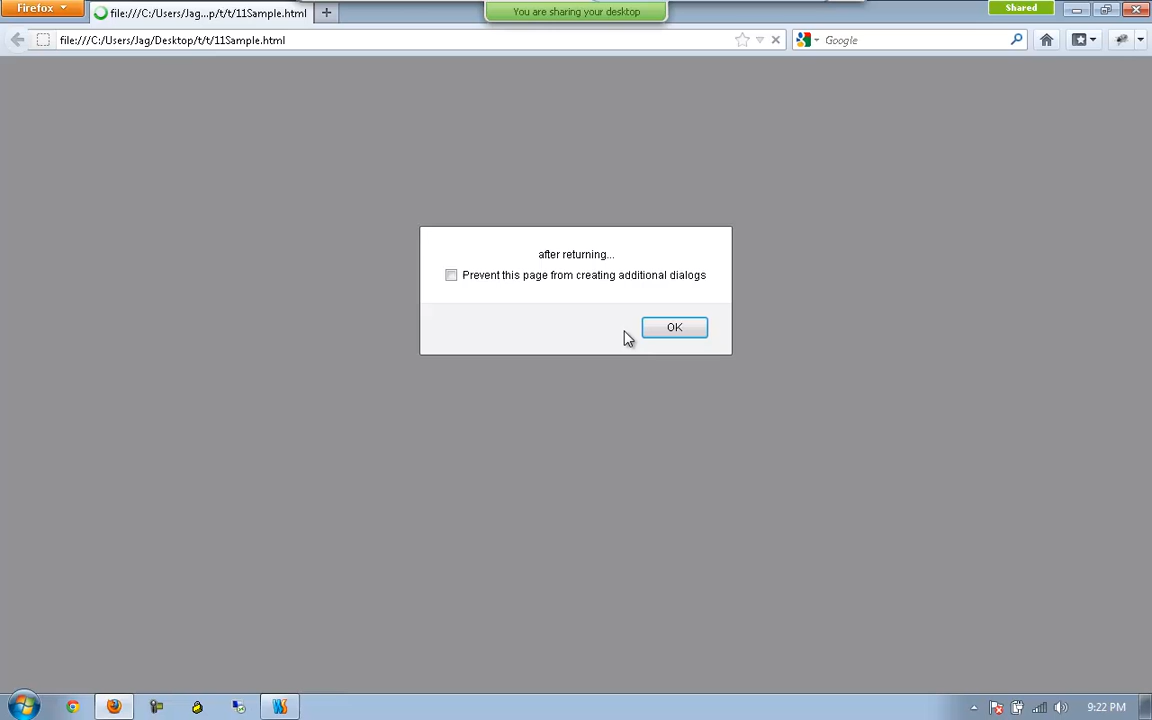 Firefox
file:///C:/Users/Jag...p/t/t/11Sample.html
You are sharing your desktop
Shared
file:///C:/Users/Jag/Desktop/t/t/11Sample.html
Google
after returning...
Prevent this page from creating additional dialogs
OK
9:22 PM